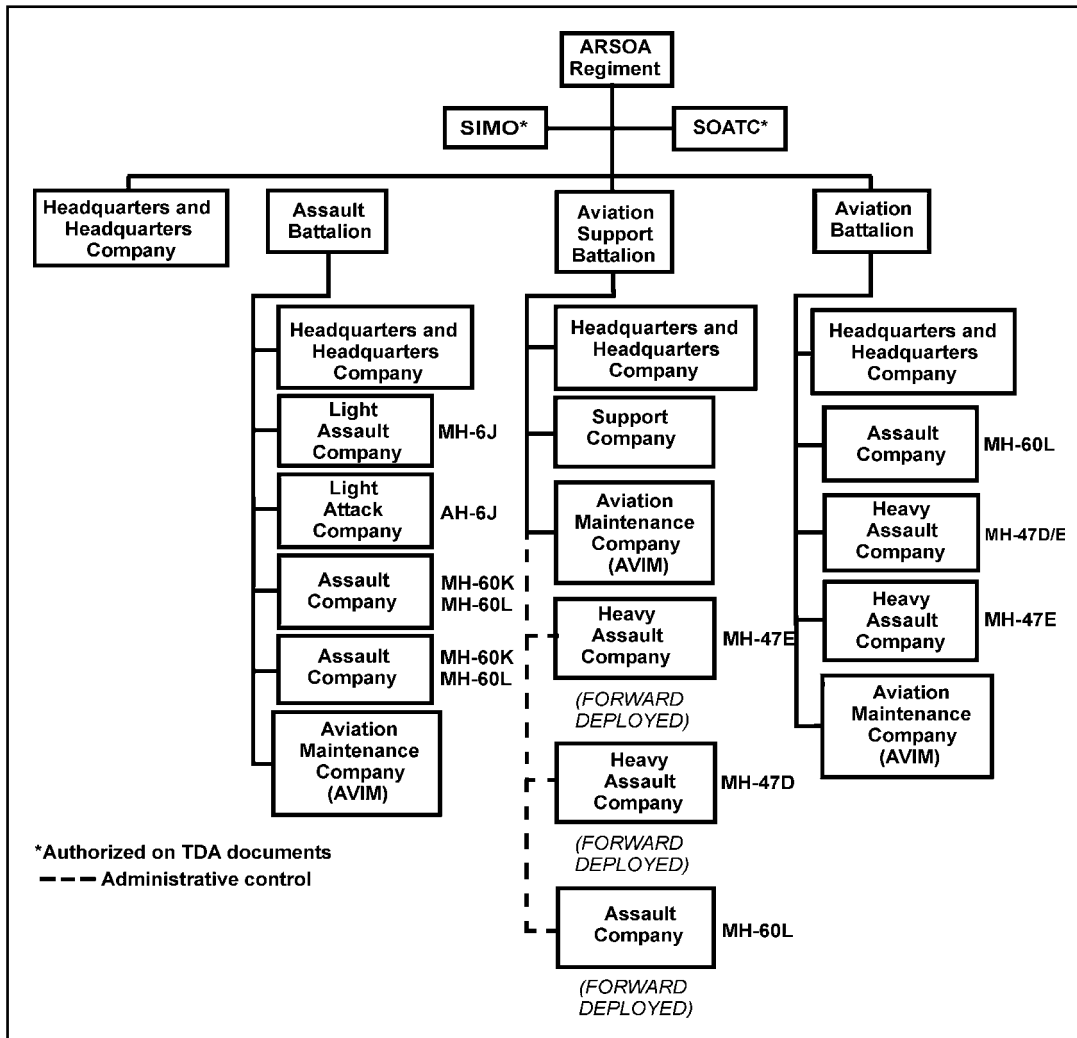 ARSOA
Regiment
SIMO*
SOATC*
Headquarters and
Headquarters
Company
Assault
Battalion
Aviation
Support
Battalion
Aviation
Battalion
Headquarters and
Headquarters
Company
Light
Assault
Company
MH-6J
Light
Attack
Company
AH-6J
Assault
Company
MH-60K
MH-60L
Assault
Company
MH-60K
MH-60L
Aviation
Maintenance
Company
(AVIM)
Headquarters and
Headquarters
Company
Support
Company
Aviation
Maintenance
Company
(AVIM)
Heavy
Assault
Company
MH-47E
(FORWARD
DEPLOYED)
Heavy
Assault
Company
MH-47D
(FORWARD
DEPLOYED)
Assault
Company
MH-60L
(FORWARD
DEPLOYED)
Headquarters and
Headquarters
Company
Assault
Company
MH-60L
Heavy
Assault
Company
MH-47D/E
Heavy
Assault
Company
MH-47E
Aviation
Maintenance
Company
(AVIM)
*Authorized on TDA documents
Administrative control